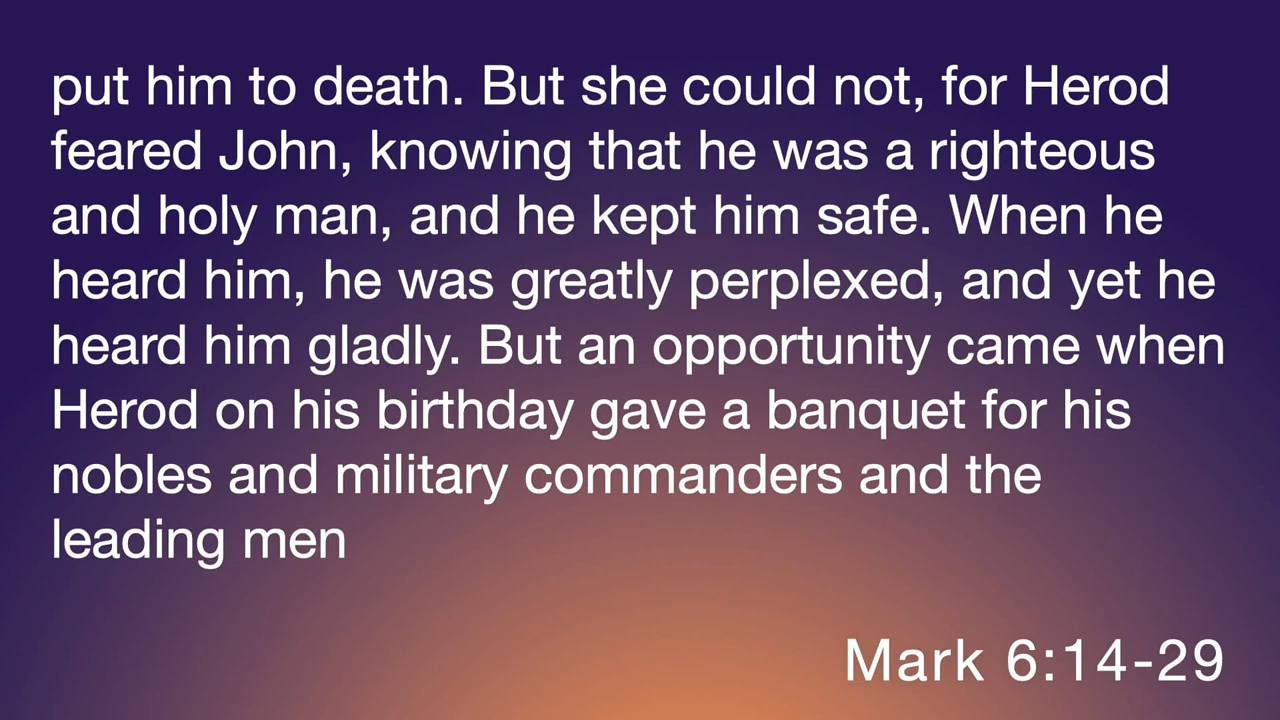 put him to death. But she could not, for Herod
feared John, knowing that he was a righteous
and holy man, and he kept him safe. When he
heard him, he was greatly perplexed, and yet he
heard him gladly. But an opportunity came when
Herod on his birthday gave a banquet for his
nobles and military commanders and the
leading men
Mark 6:14-29